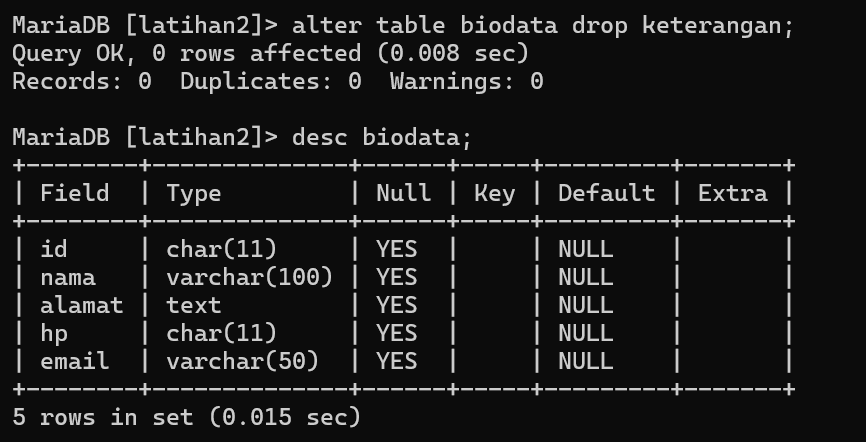 MariaDB [latihan2]> alter table biodata drop keterangan;
Query OK, 0 rows affected (0.008 sec)
Records: 0  Duplicates: 0  Warnings: 0

MariaDB [latihan2]> desc biodata;
+--------+--------------+------+-----+---------+-------+
| Field  | Type         | Null | Key | Default | Extra |
+--------+--------------+------+-----+---------+-------+
| id     | char(11)     | YES  |     | NULL    |       |
| nama   | varchar(100) | YES  |     | NULL    |       |
| alamat | text         | YES  |     | NULL    |       |
| hp     | char(11)     | YES  |     | NULL    |       |
| email  | varchar(50)  | YES  |     | NULL    |       |
+--------+--------------+------+-----+---------+-------+
5 rows in set (0.015 sec)